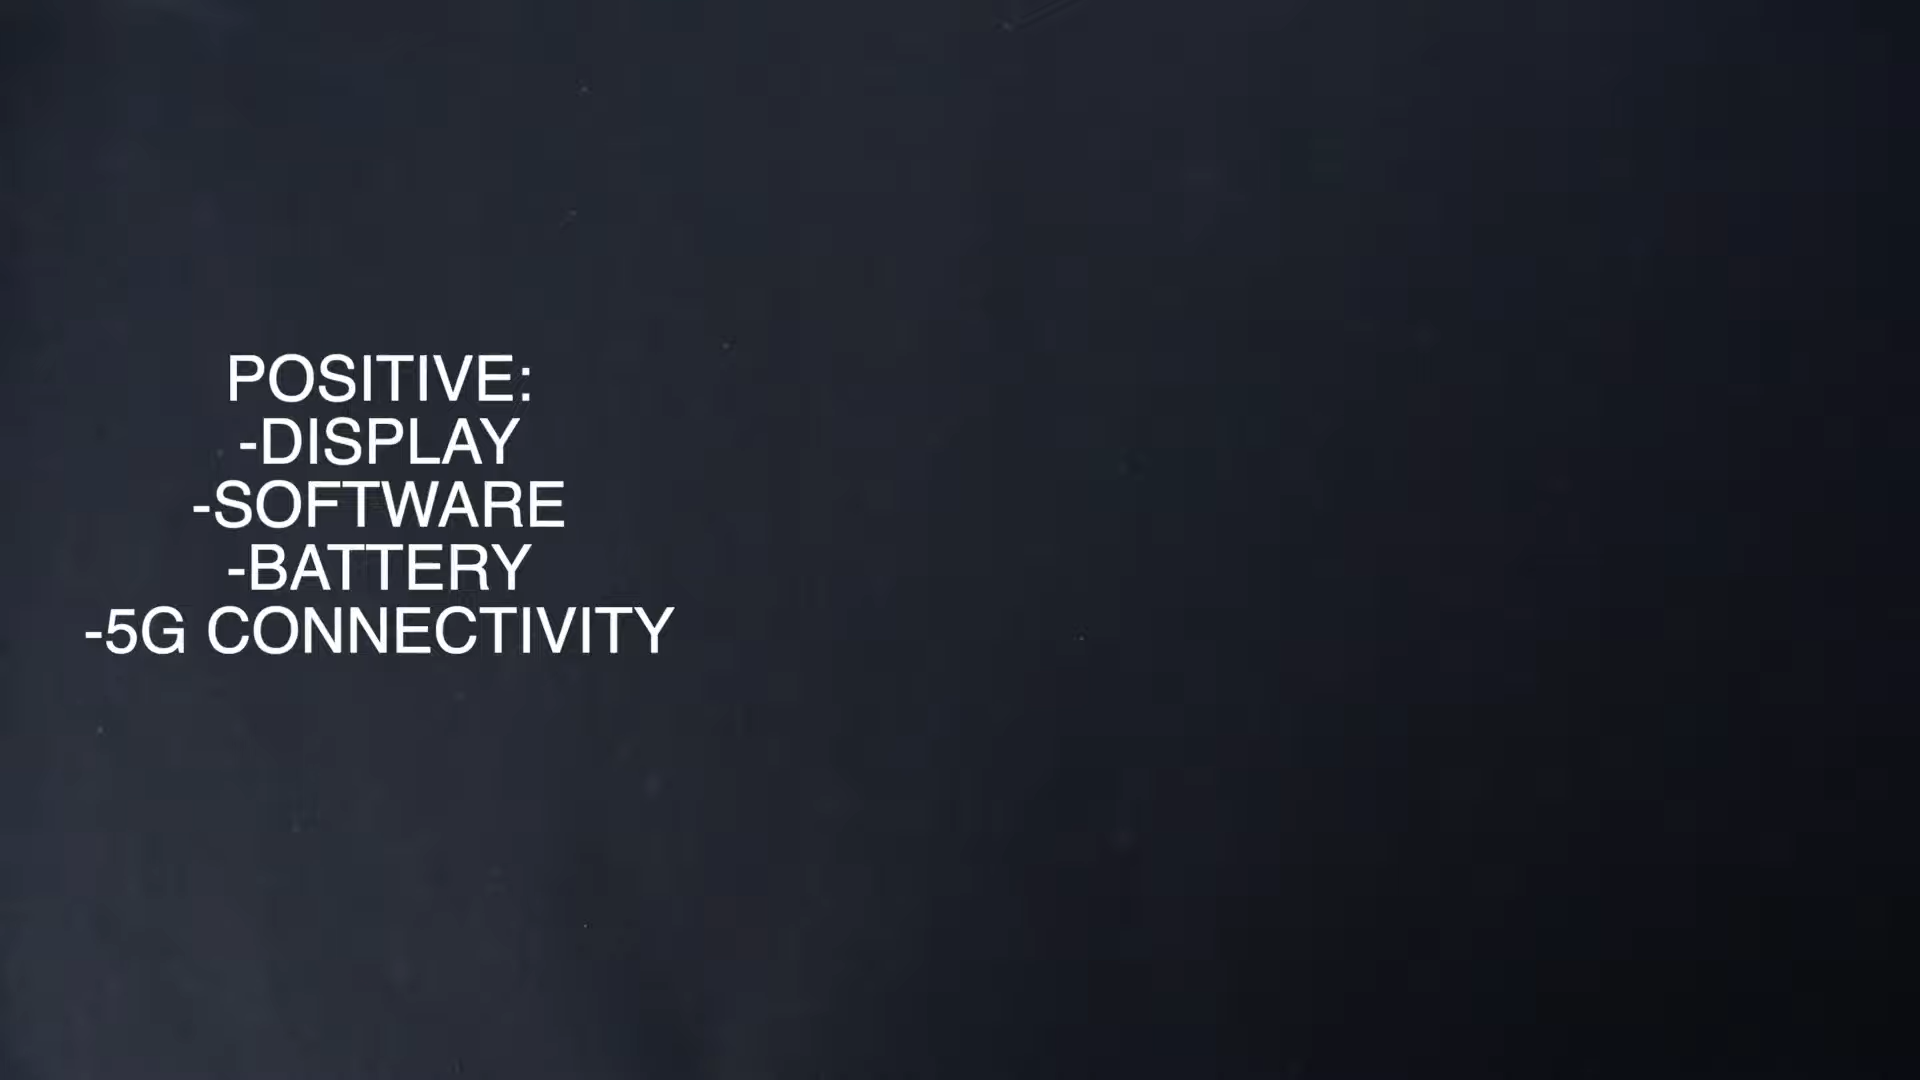 POSITIVE:
-DISPLAY
-SOFTWARE
-BATTERY
-5G CONNECTIVITY